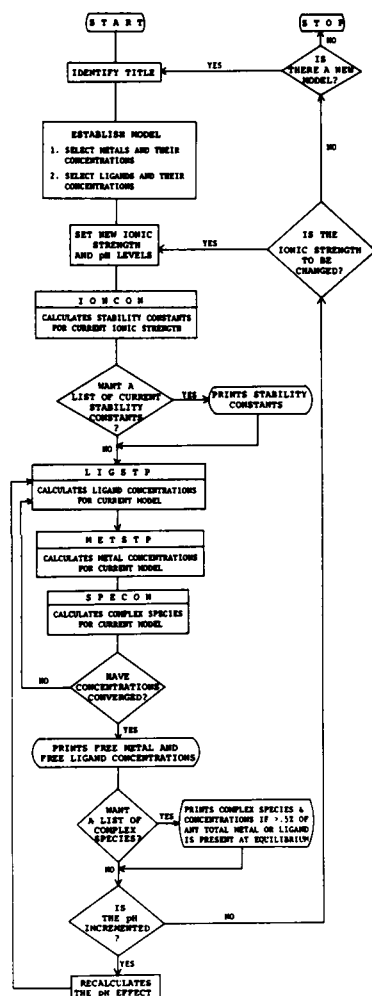 START
STOP
NO
IS
THERE A NEW
MODEL?
YES
IDENTIFY TITLE
NO
ESTABLISH MODEL
1. SELECT METALS AND THEIR
CONCENTRATIONS
2. SELECT LIGANDS AND THEIR
CONCENTRATIONS
SET NEW IONIC
STRENGTH
AND pH LEVELS
YES
IS THE
IONIC STRENGTH
TO BE
CHANGED?
IONCON
CALCULATES STABILITY CONSTANTS
FOR CURRENT IONIC STRENGTH
WANT A
LIST OF CURRENT
STABILITY
CONSTANTS
?
YES
PRINTS STABILITY
CONSTANTS
NO
LIGSTP
CALCULATES LIGAND CONCENTRATIONS
FOR CURRENT MODEL
METSTP
CALCULATES METAL CONCENTRATIONS
FOR CURRENT MODEL
SPECON
CALCULATES COMPLEX SPECIES
FOR CURRENT MODEL
NO
HAVE
CONCENTRATIONS
CONVERGED?
YES
PRINTS FREE METAL AND
FREE LIGAND CONCENTRATIONS
WANT
A LIST OF
COMPLEX
SPECIES?
YES
PRINTS COMPLEX SPECIES &
CONCENTRATIONS IF >.5% OF
ANY TOTAL METAL OR LIGAND
IS PRESENT AT EQUILIBRIUM
NO
IS
THE pH
INCREMENTED
?
NO
YES
RECALCULATES
THE pH EFFECT